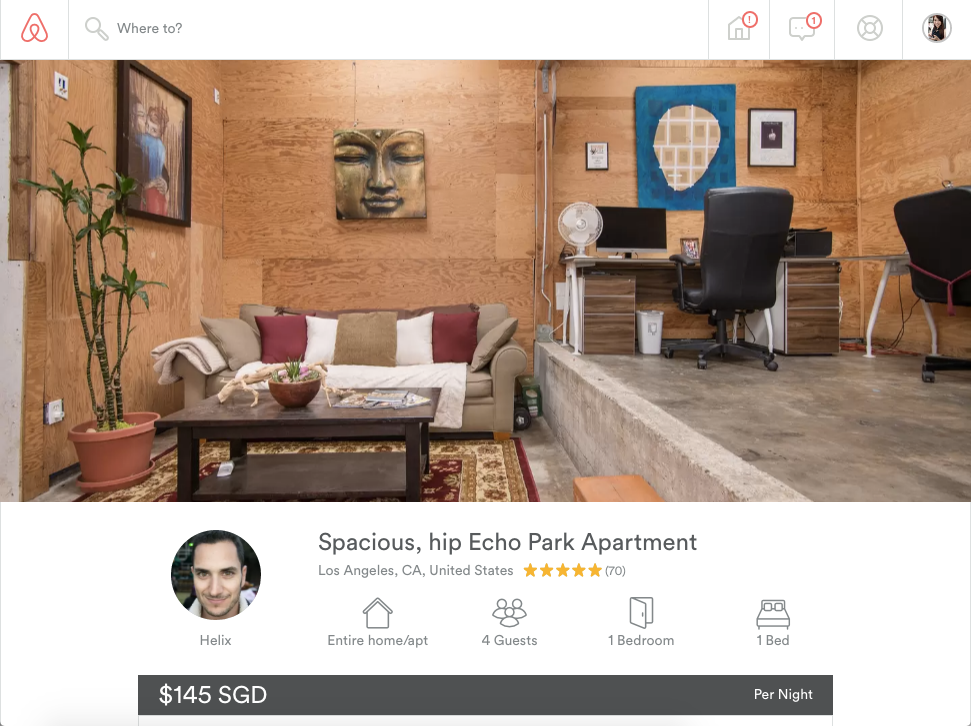 Where to?
!
1
Spacious, hip Echo Park Apartment
Los Angeles, CA, United States (70)
Helix
Entire home/apt
4 Guests
1 Bedroom
1 Bed
$145 SGD
Per Night